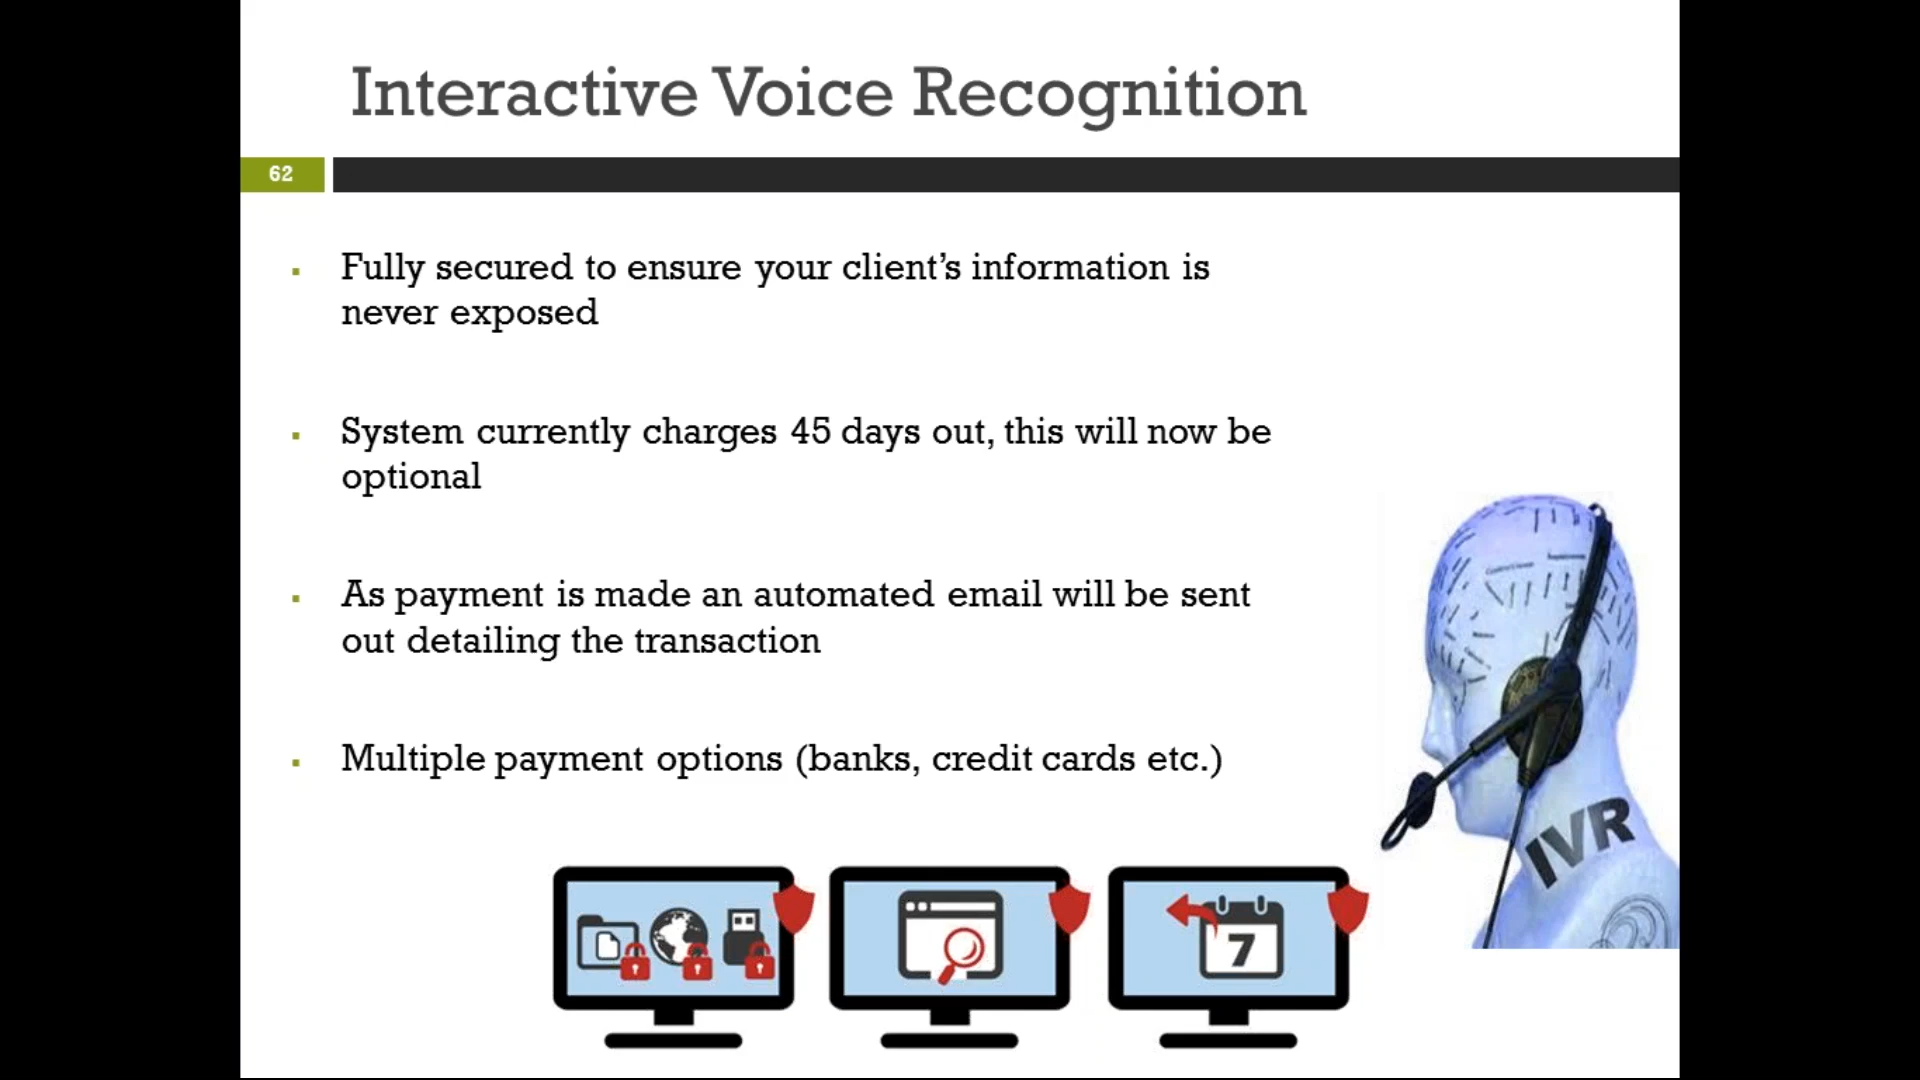 Interactive Voice Recognition
62
▪ Fully secured to ensure your client’s information is
never exposed
▪ System currently charges 45 days out, this will now be
optional
▪ As payment is made an automated email will be sent
out detailing the transaction
▪ Multiple payment options (banks, credit cards etc.)
IVR
7